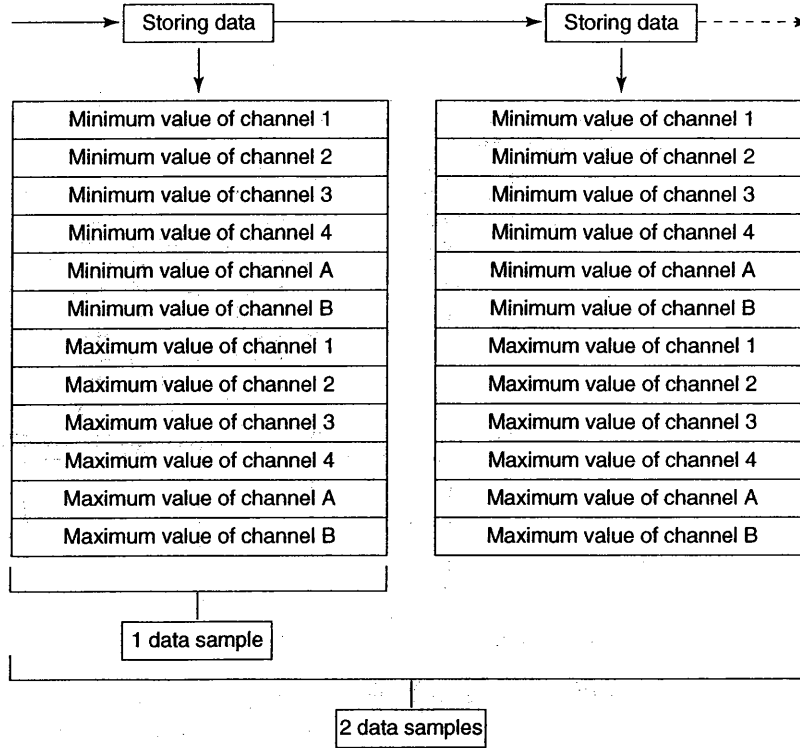 Storing data
Storing data
Minimum value of channel 1
Minimum value of channel 2
Minimum value of channel 3
Minimum value of channel 4
Minimum value of channel A
Minimum value of channel B
Maximum value of channel 1
Maximum value of channel 2
Maximum value of channel 3
Maximum value of channel 4
Maximum value of channel A
Maximum value of channel B
Minimum value of channel 1
Minimum value of channel 2
Minimum value of channel 3
Minimum value of channel 4
Minimum value of channel A
Minimum value of channel B
Maximum value of channel 1
Maximum value of channel 2
Maximum value of channel 3
Maximum value of channel 4
Maximum value of channel A
Maximum value of channel B
1 data sample
2 data samples